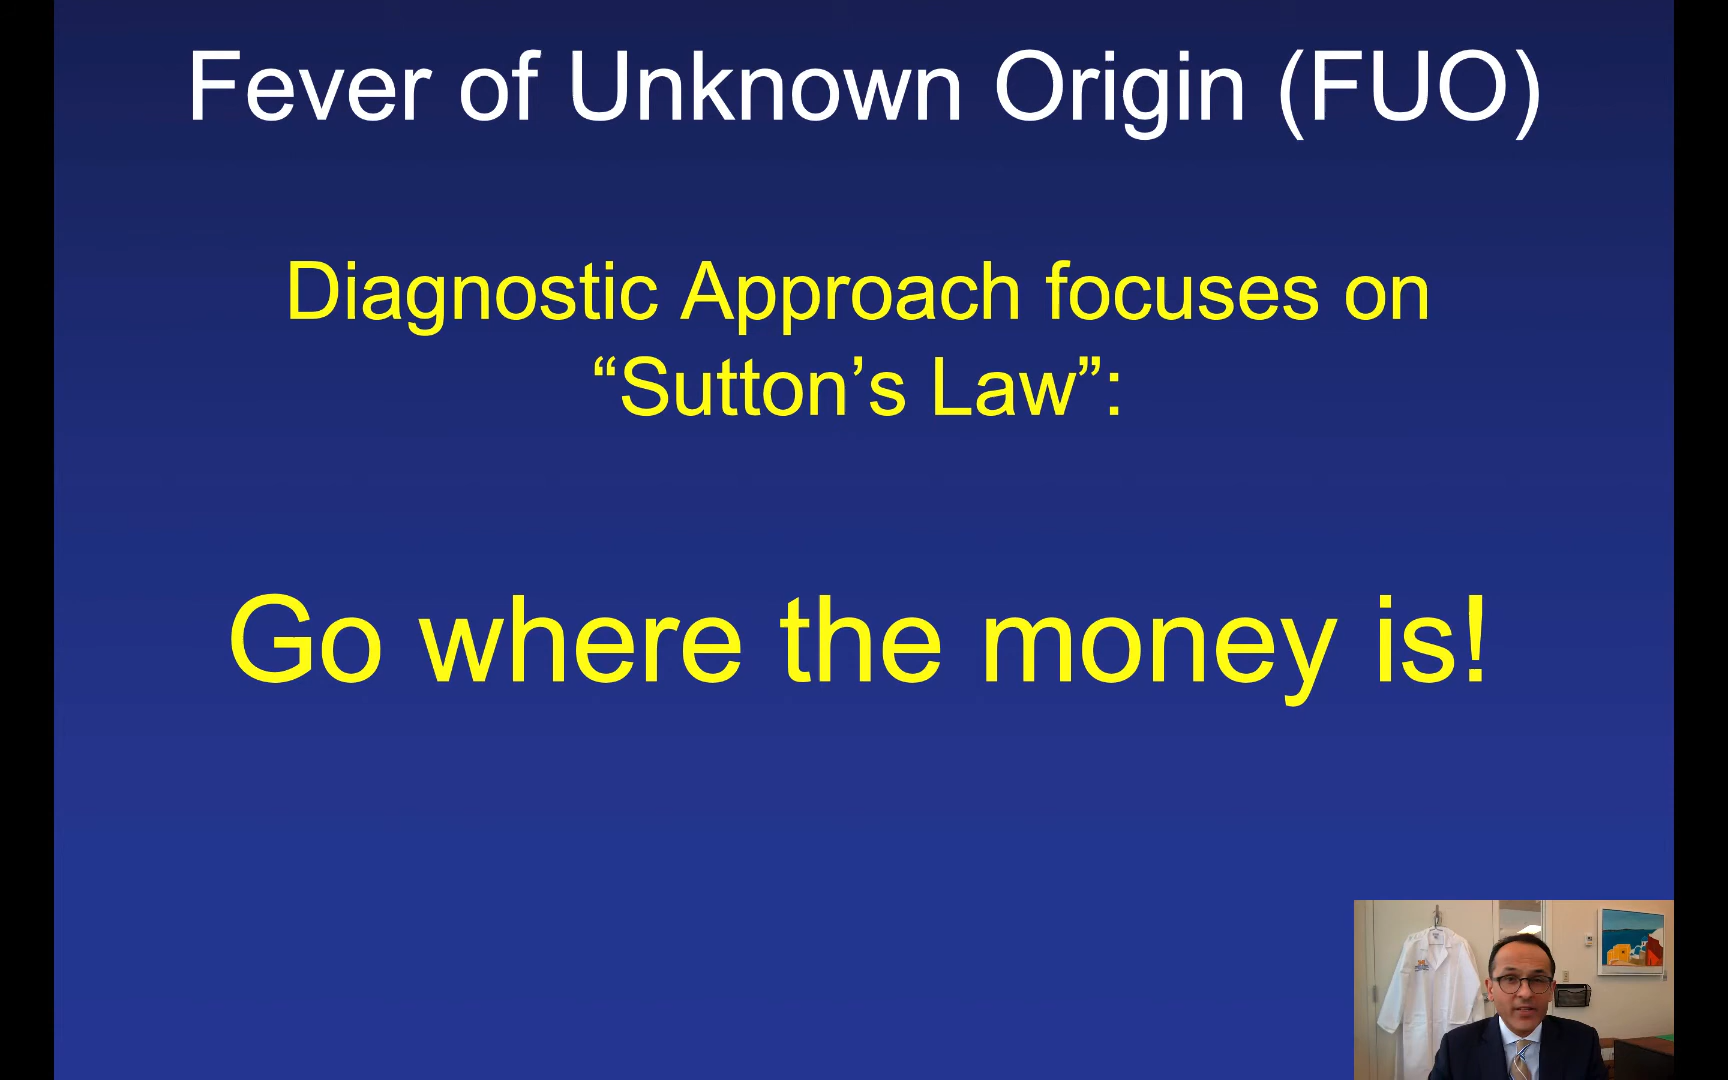 Fever of Unknown Origin (FUO)
Diagnostic Approach focuses on
“Sutton’s Law”:
Go where the money is!